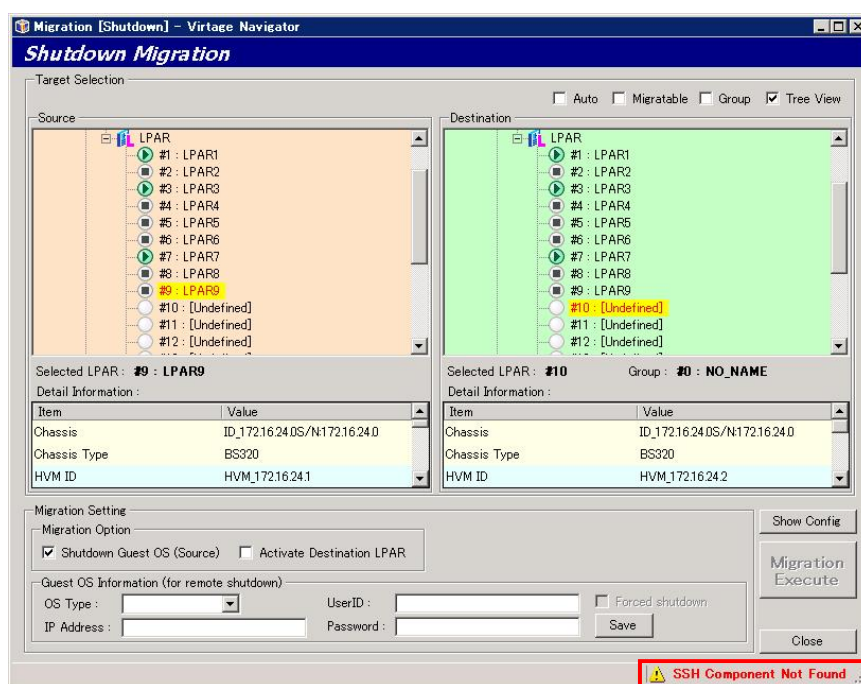 Migration [Shutdown] - Virtage Navigator
Shutdown Migration
Target Selection
Auto Migratable Group Tree View
Source
LPAR
#1 : LPAR1
#2 : LPAR2
#3 : LPAR3
#4 : LPAR4
#5 : LPAR5
#6 : LPAR6
#7 : LPAR7
#8 : LPAR8
#9 : LPAR9
#10 : [Undefined]
#11 : [Undefined]
#12 : [Undefined]
Selected LPAR : #9 : LPAR9
Detail Information :
Item Value
Chassis ID_172.16.24.0S/N:172.16.24.0
Chassis Type BS320
HVM ID HVM_172.16.24.1
Destination
LPAR
#1 : LPAR1
#2 : LPAR2
#3 : LPAR3
#4 : LPAR4
#5 : LPAR5
#6 : LPAR6
#7 : LPAR7
#8 : LPAR8
#9 : LPAR9
#10 : [Undefined]
#11 : [Undefined]
#12 : [Undefined]
Selected LPAR : #10 Group : #0 : NO_NAME
Detail Information :
Item Value
Chassis ID_172.16.24.0S/N:172.16.24.0
Chassis Type BS320
HVM ID HVM_172.16.24.2
Migration Setting
Migration Option
Shutdown Guest OS (Source) Activate Destination LPAR
Guest OS Information (for remote shutdown)
OS Type : UserID : Forced shutdown
IP Address : Password : Save
Show Config
Migration
Execute
Close
SSH Component Not Found